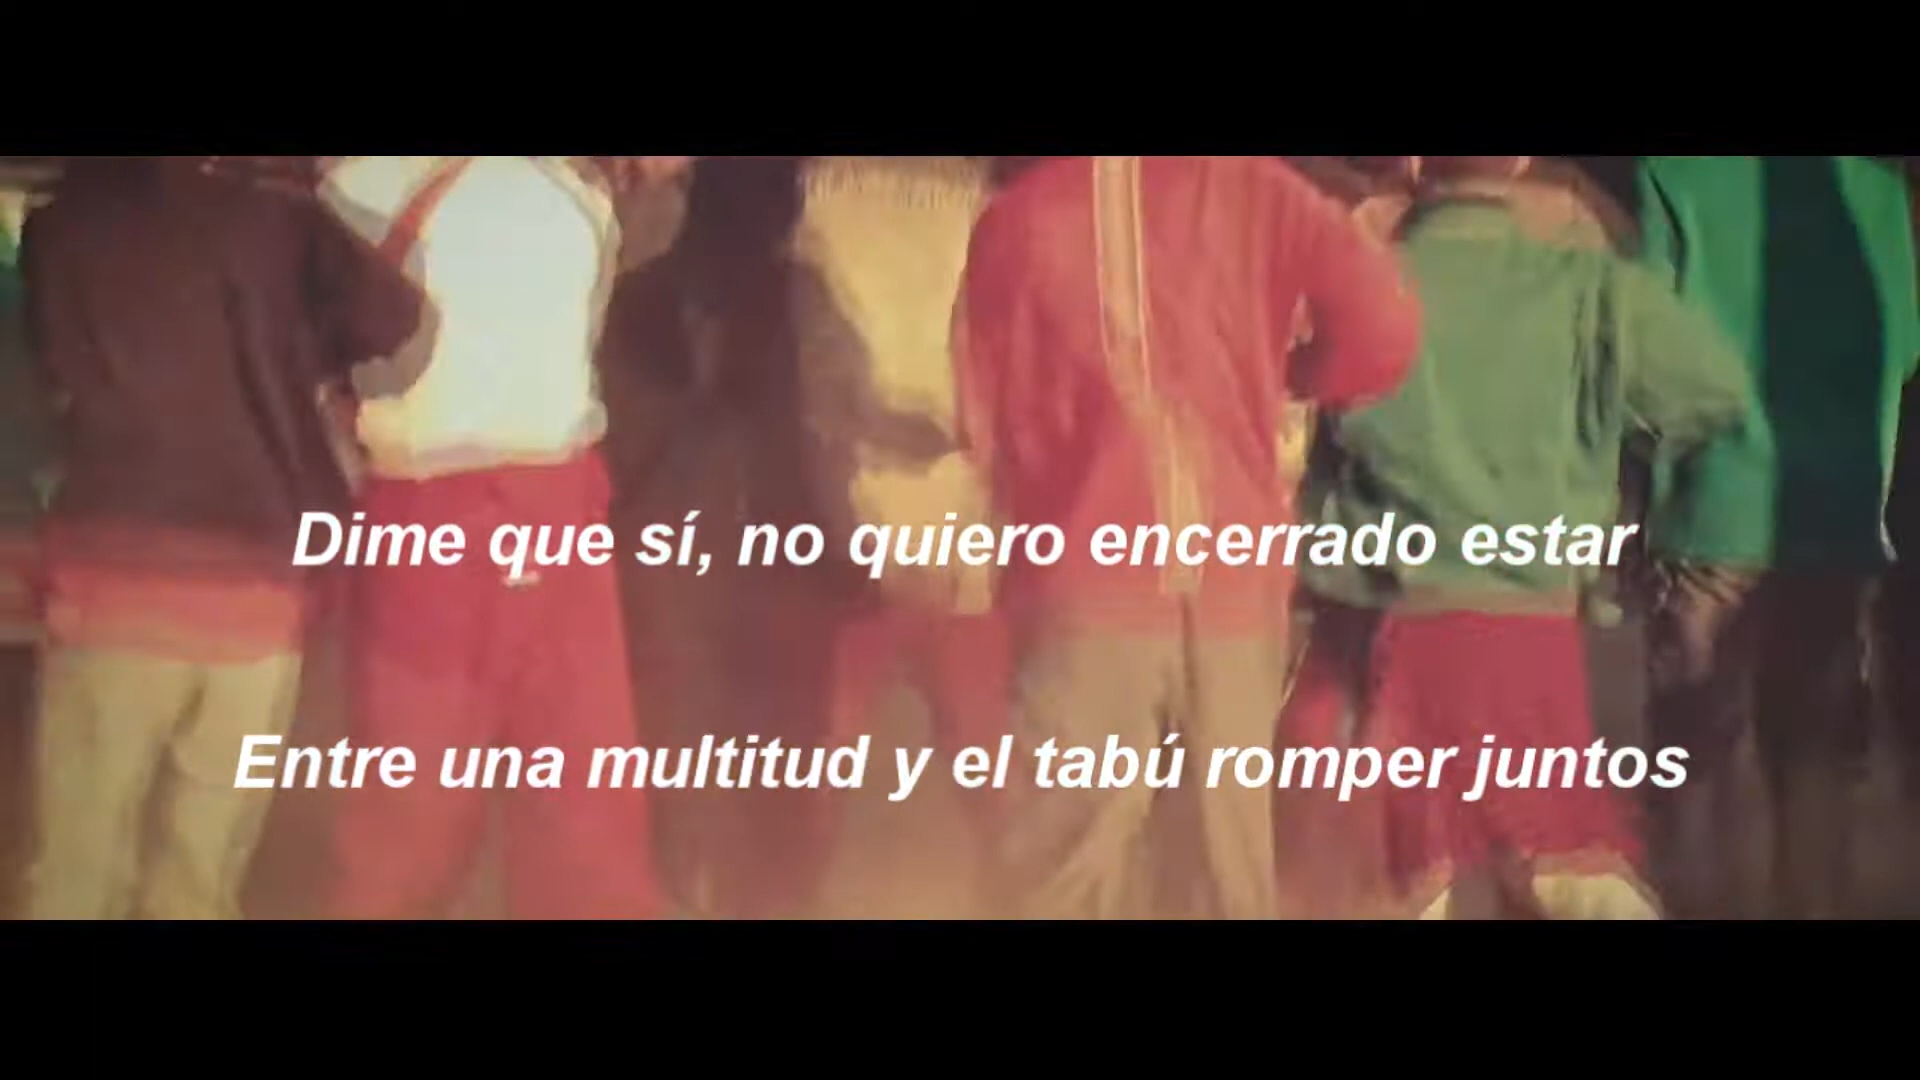 Dime que sí, no quiero encerrado estar
Entre una multitud y el tabú romper juntos